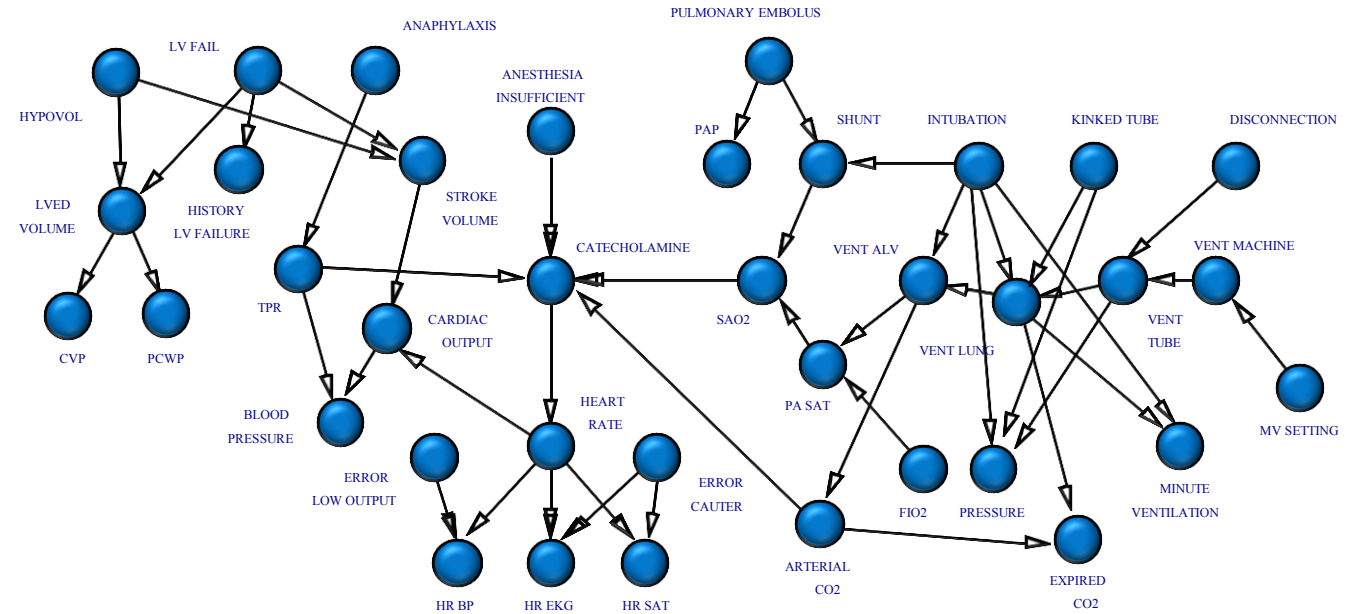 PULMONARY EMBOLUS
ANAPHYLAXIS
LV FAIL
ANESTHESIA
INSUFFICIENT
HYPOVOL
PAP
SHUNT
INTUBATION
KINKED TUBE
DISCONNECTION
LVED
VOLUME
HISTORY
LV FAILURE
STROKE
VOLUME
CATECHOLAMINE
VENT ALV
VENT MACHINE
TPR
CARDIAC
OUTPUT
SAO2
VENT LUNG
VENT
TUBE
CVP
PCWP
BLOOD
PRESSURE
HEART
RATE
PA SAT
MV SETTING
ERROR
LOW OUTPUT
ERROR
CAUTER
FIO2
PRESSURE
MINUTE
VENTILATION
ARTERIAL
CO2
EXPIRED
CO2
HR BP
HR EKG
HR SAT